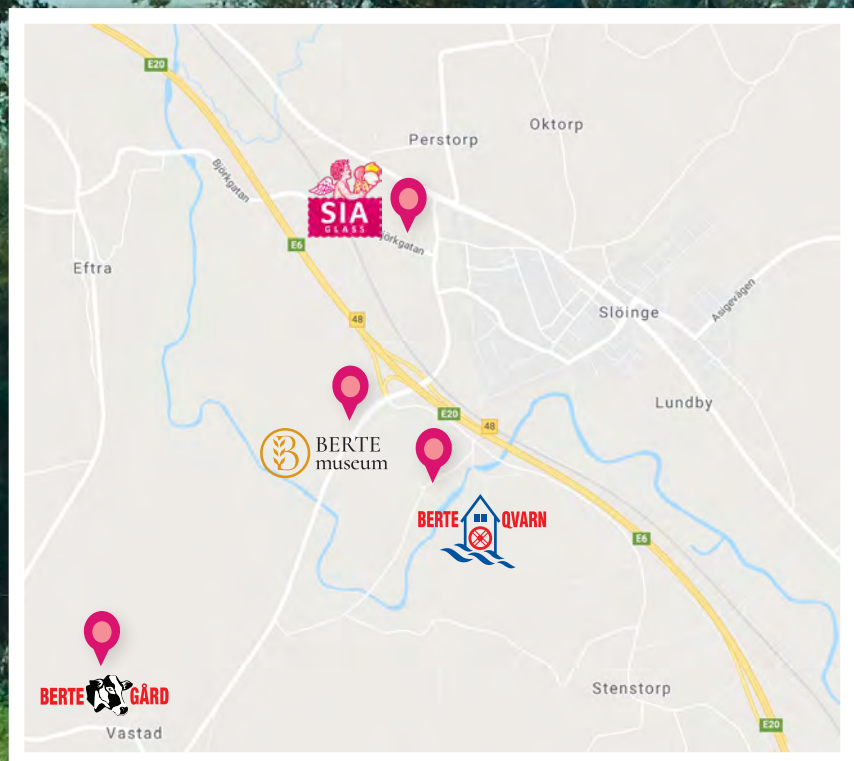 E20
Perstorp
Oktorp
Björkgatan
SIA
GLASS
Björkgatan
E6
Eftra
48
Slöinge
Asigevägen
Lundby
E20
48
BERTE
museum
BERTE QVARN
E6
BERTE GÅRD
Stenstorp
Vastad
E20